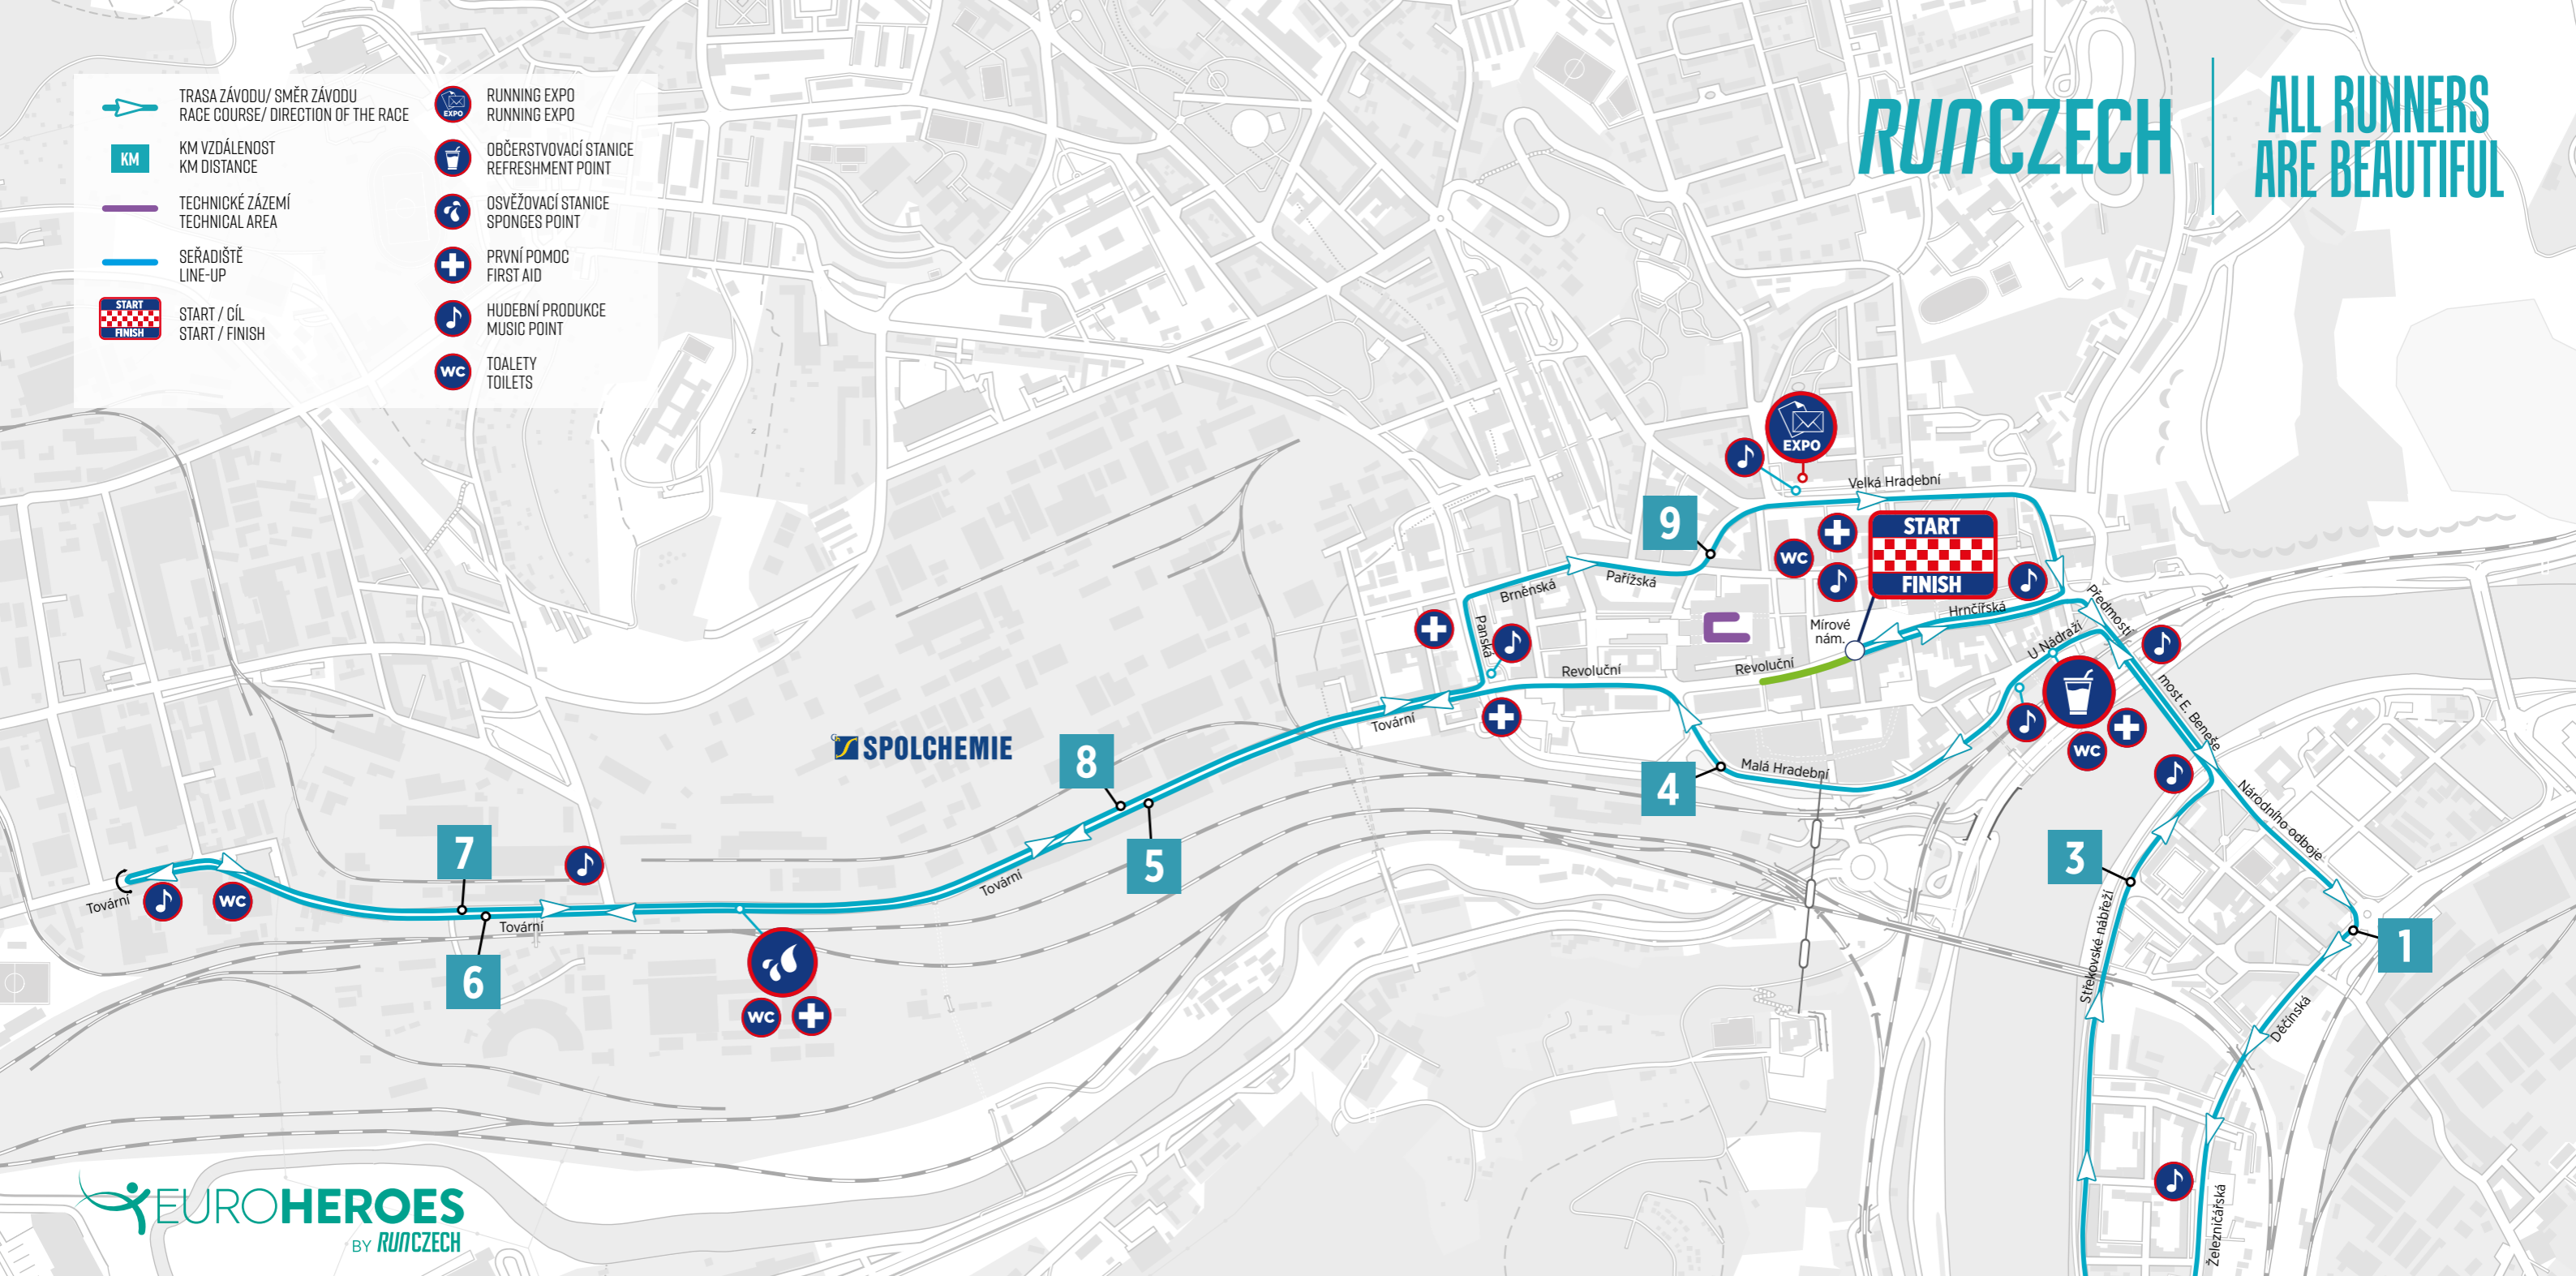 TRASA ZÁVODU/ SMĚR ZÁVODU
RACE COURSE/ DIRECTION OF THE RACE
KM
KM VZDÁLENOST
KM DISTANCE
TECHNICKÉ ZÁZEMÍ
TECHNICAL AREA
SEŘADIŠTĚ
LINE-UP
START
FINISH
START / CÍL
START / FINISH
EXPO
RUNNING EXPO
RUNNING EXPO
OBČERSTVOVACÍ STANICE
REFRESHMENT POINT
OSVĚŽOVACÍ STANICE
SPONGES POINT
PRVNÍ POMOC
FIRST AID
HUDEBNÍ PRODUKCE
MUSIC POINT
WC
TOALETY
TOILETS
RUNCZECH
ALL RUNNERS
ARE BEAUTIFUL
EXPO
Velká Hradební
9
START
FINISH
WC
Brněnská
Pařížská
Hrnčířská
Předmostí
Mírové
nám.
Panská
U Nádraží
Revoluční
Revoluční
most E. Beneše
Tovární
WC
SPOLCHEMIE
8
4
Malá Hradební
Národního odboje
7
5
3
Tovární
Tovární
WC
Tovární
6
WC
Střekovské nábřeží
1
Děčínská
Železničářská
EUROHEROES
BY RUNCZECH